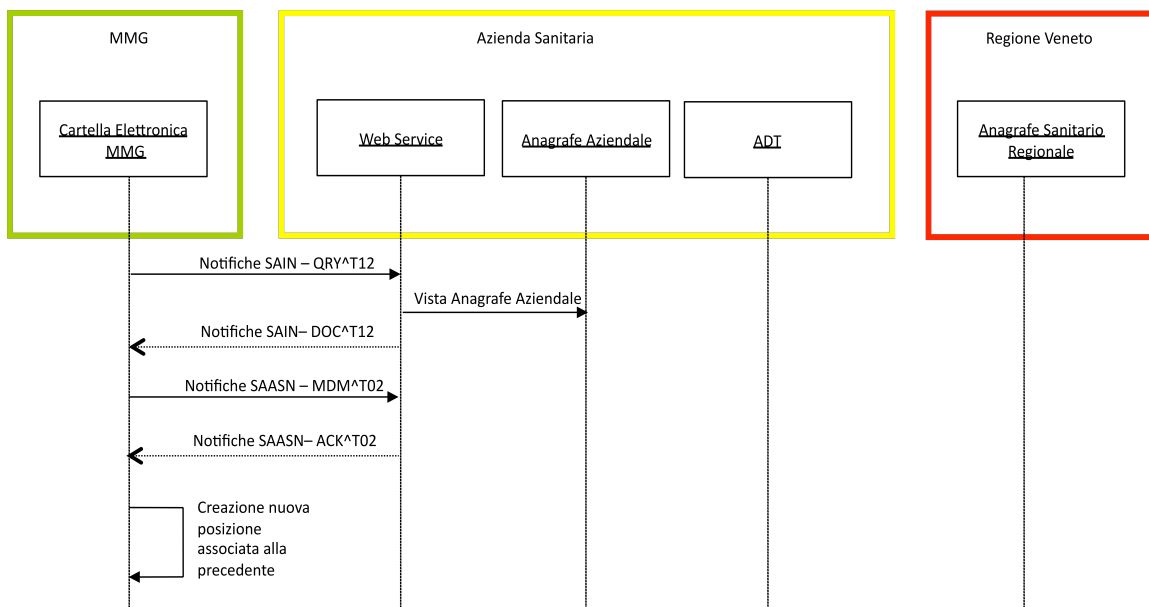 MMG
Azienda Sanitaria
Regione Veneto
Cartella Elettronica
MMG
Web Service
Anagrafe Aziendale
ADT
Anagrafe Sanitario
Regionale
Notifiche SAIN – QRY^T12
Vista Anagrafe Aziendale
Notifiche SAIN– DOC^T12
Notifiche SAASN – MDM^T02
Notifiche SAASN– ACK^T02
Creazione nuova
posizione
associata alla
precedente